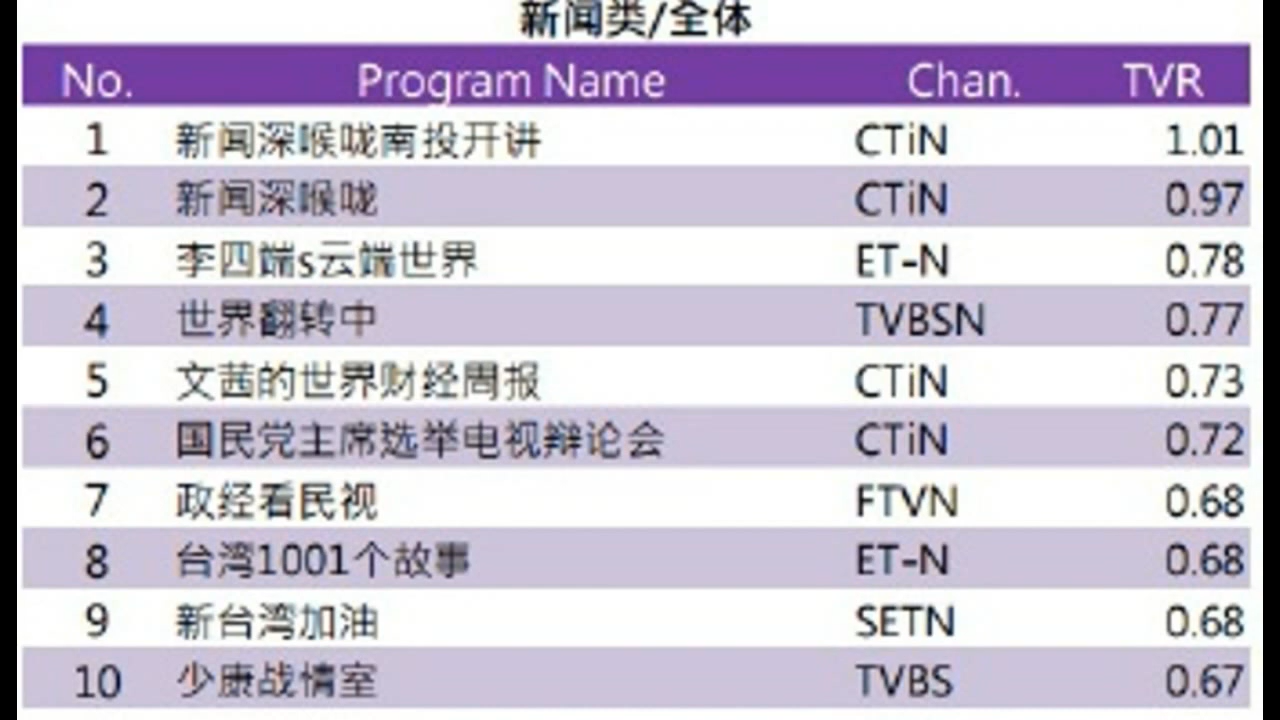 新闻类/全体
No. Program Name Chan. TVR
1 新闻深喉咙南投开讲 CTiN 1.01
2 新闻深喉咙 CTiN 0.97
3 李四端s云端世界 ET-N 0.78
4 世界翻转中 TVBSN 0.77
5 文茜的世界财经周报 CTiN 0.73
6 国民党主席选举电视辩论会 CTiN 0.72
7 政经看民视 FTVN 0.68
8 台湾1001个故事 ET-N 0.68
9 新台湾加油 SETN 0.68
10 少康战情室 TVBS 0.67